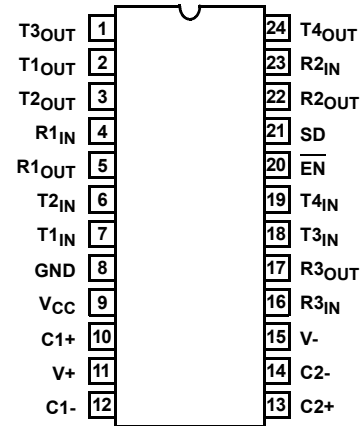 T3OUT 1 24 T4OUT
T1OUT 2 23 R2IN
T2OUT 3 22 R2OUT
R1IN 4 21 SD
R1OUT 5 20 E̅N̅
T2IN 6 19 T4IN
T1IN 7 18 T3IN
GND 8 17 R3OUT
VCC 9 16 R3IN
C1+ 10 15 V-
V+ 11 14 C2-
C1- 12 13 C2+